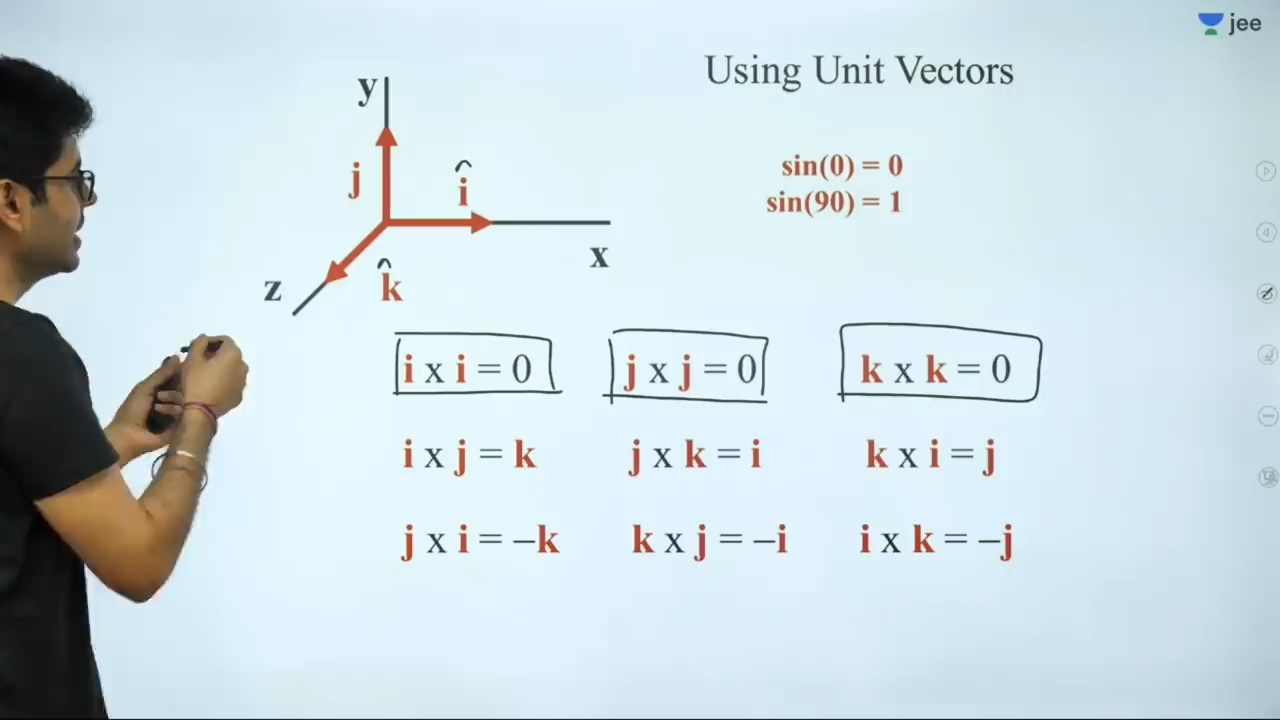 jee
Using Unit Vectors
y
sin(0) = 0
j
î
sin(90) = 1
x
z
k̂
i x i = 0
j x j = 0
k x k = 0
i x j = k
j x k = i
k x i = j
j x i = –k
k x j = –i
i x k = –j